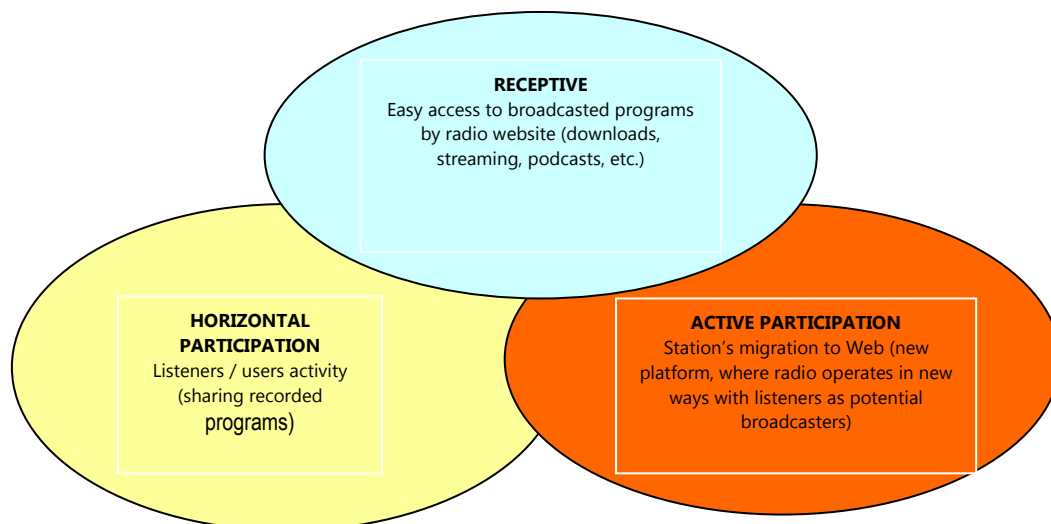 RECEPTIVE
Easy access to broadcasted programs
by radio website (downloads,
streaming, podcasts, etc.)
HORIZONTAL
PARTICIPATION
Listeners / users activity
(sharing recorded
programs)
ACTIVE PARTICIPATION
Station’s migration to Web (new
platform, where radio operates in new
ways with listeners as potential
broadcasters)